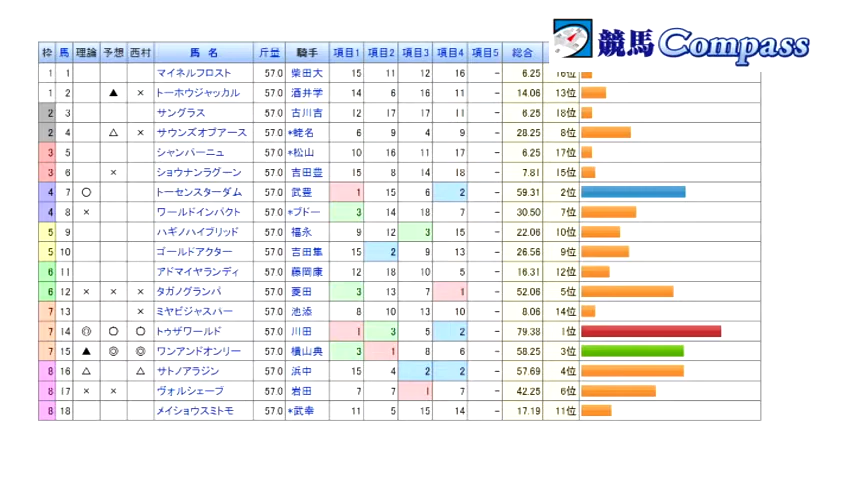 競馬Compass
枠 馬 理論 予想 西村 馬 名 斤量 騎手 項目1 項目2 項目3 項目4 項目5 総合
1 1 マイネルフロスト 57.0 柴田大 15 11 12 16 − 6.25 16位
1 2 ▲ × トーホウジャッカル 57.0 酒井学 14 6 16 11 − 14.06 13位
2 3 サングラス 57.0 古川吉 12 17 17 11 − 6.25 18位
2 4 △ × サウンズオブアース 57.0 *蛯名 6 9 4 9 − 28.25 8位
3 5 シャンパーニュ 57.0 *松山 10 16 11 17 − 6.25 17位
3 6 × ショウナンラグーン 57.0 吉田豊 15 8 14 18 − 7.81 15位
4 7 〇 トーセンスターダム 57.0 武豊 1 15 6 2 − 59.31 2位
4 8 × ワールドインパクト 57.0 *ブドー 3 14 18 7 − 30.50 7位
5 9 ハギノハイブリッド 57.0 福永 9 12 3 15 − 22.06 10位
5 10 ゴールドアクター 57.0 吉田隼 15 2 9 13 − 26.56 9位
6 11 アドマイヤランディ 57.0 藤岡康 12 18 10 5 − 16.31 12位
6 12 × × × タガノグランパ 57.0 菱田 3 13 7 1 − 52.06 5位
7 13 × ミヤビジャスパー 57.0 池添 8 10 13 10 − 8.06 14位
7 14 ◎ 〇 〇 トゥザワールド 57.0 川田 1 3 5 2 − 79.38 1位
7 15 ▲ ◎ ◎ ワンアンドオンリー 57.0 横山典 3 1 8 6 − 58.25 3位
8 16 △ △ サトノアラジン 57.0 浜中 15 4 2 2 − 57.69 4位
8 17 × × ヴォルシェーブ 57.0 岩田 7 7 1 7 − 42.25 6位
8 18 メイショウスミトモ 57.0 *武幸 11 5 15 14 − 17.19 11位